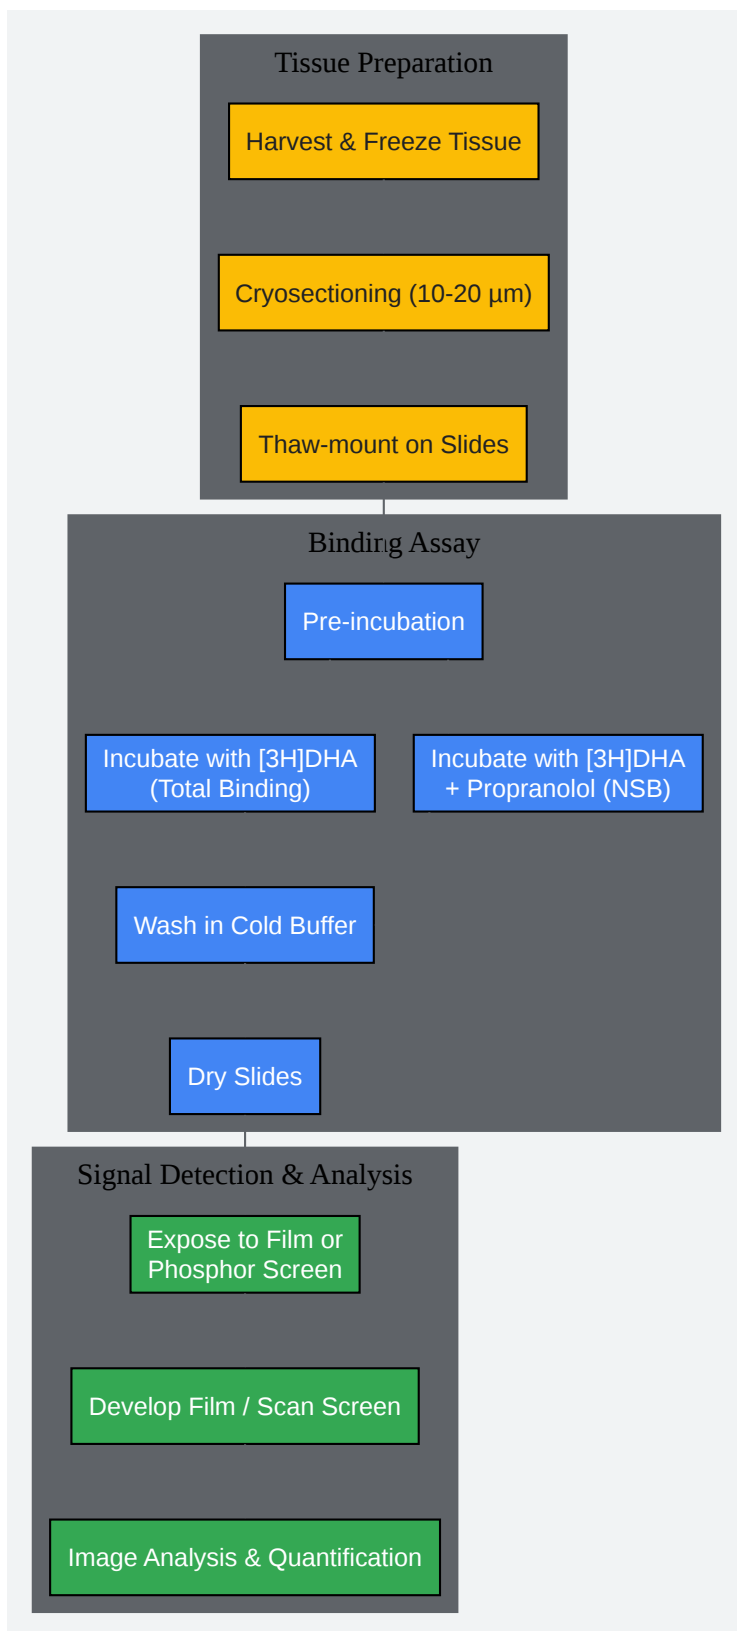 Tissue Preparation
Harvest & Freeze Tissue
Cryosectioning (10-20 µm)
Thaw-mount on Slides
Binding Assay
Pre-incubation
Incubate with [3H]DHA
(Total Binding)
Incubate with [3H]DHA
+ Propranolol (NSB)
Wash in Cold Buffer
Dry Slides
Signal Detection & Analysis
Expose to Film or
Phosphor Screen
Develop Film / Scan Screen
Image Analysis & Quantification